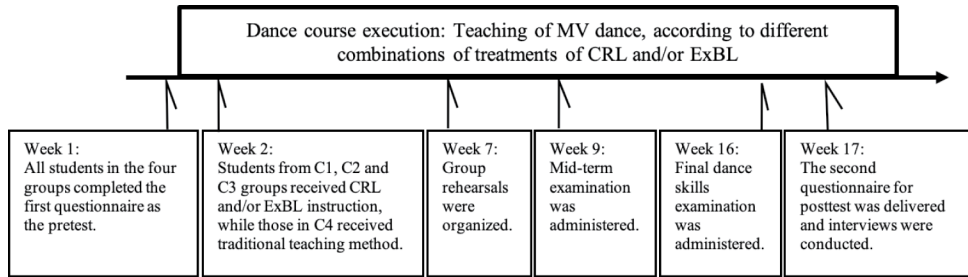 Dance course execution: Teaching of MV dance, according to different
combinations of treatments of CRL and/or ExBL
Week 1:
All students in the four
groups completed the
first questionnaire as
the pretest.
Week 2:
Students from C1, C2 and
C3 groups received CRL
and/or ExBL instruction,
while those in C4 received
traditional teaching method.
Week 7:
Group
rehearsals
were
organized.
Week 9:
Mid-term
examination
was
administered.
Week 16:
Final dance
skills
examination
was
administered.
Week 17:
The second
questionnaire for
posttest was delivered
and interviews were
conducted.